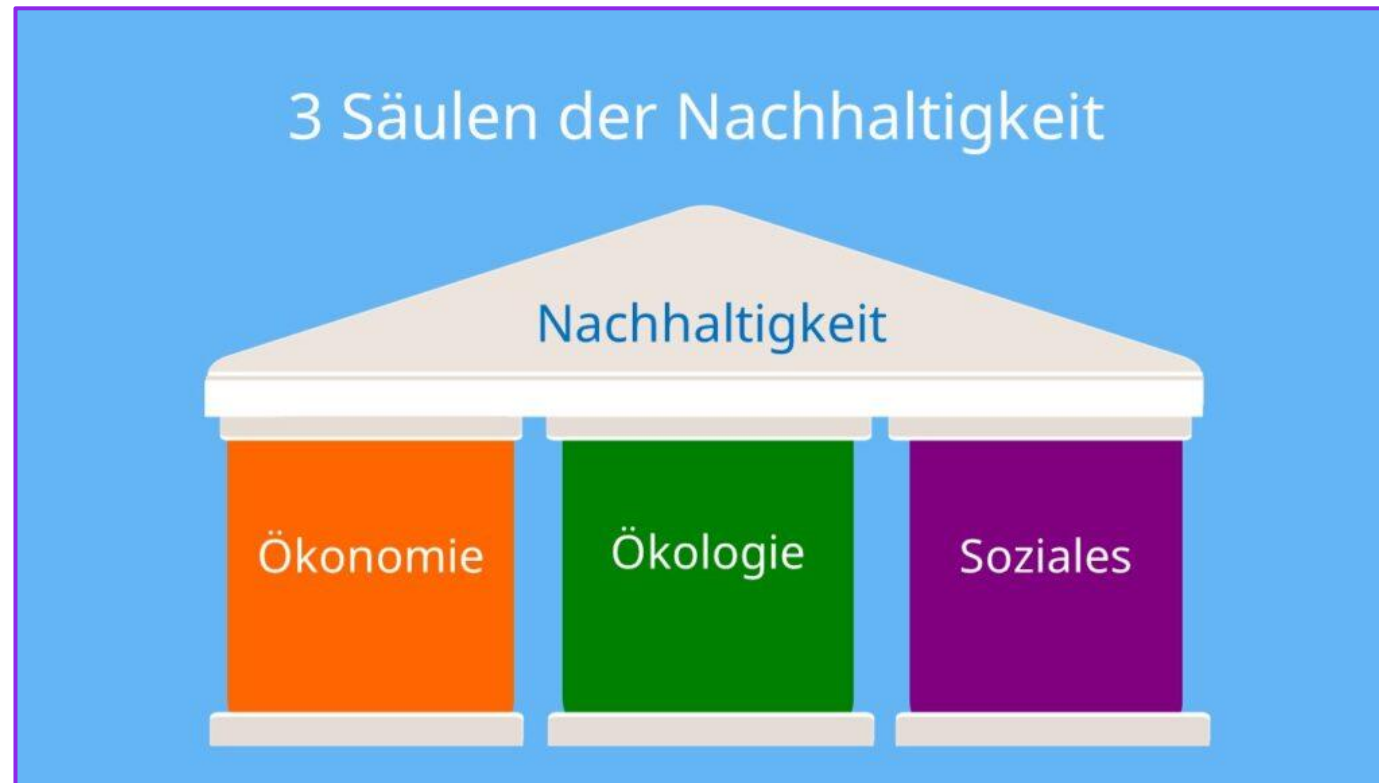 3 Säulen der Nachhaltigkeit
Nachhaltigkeit
Ökonomie
Ökologie
Soziales